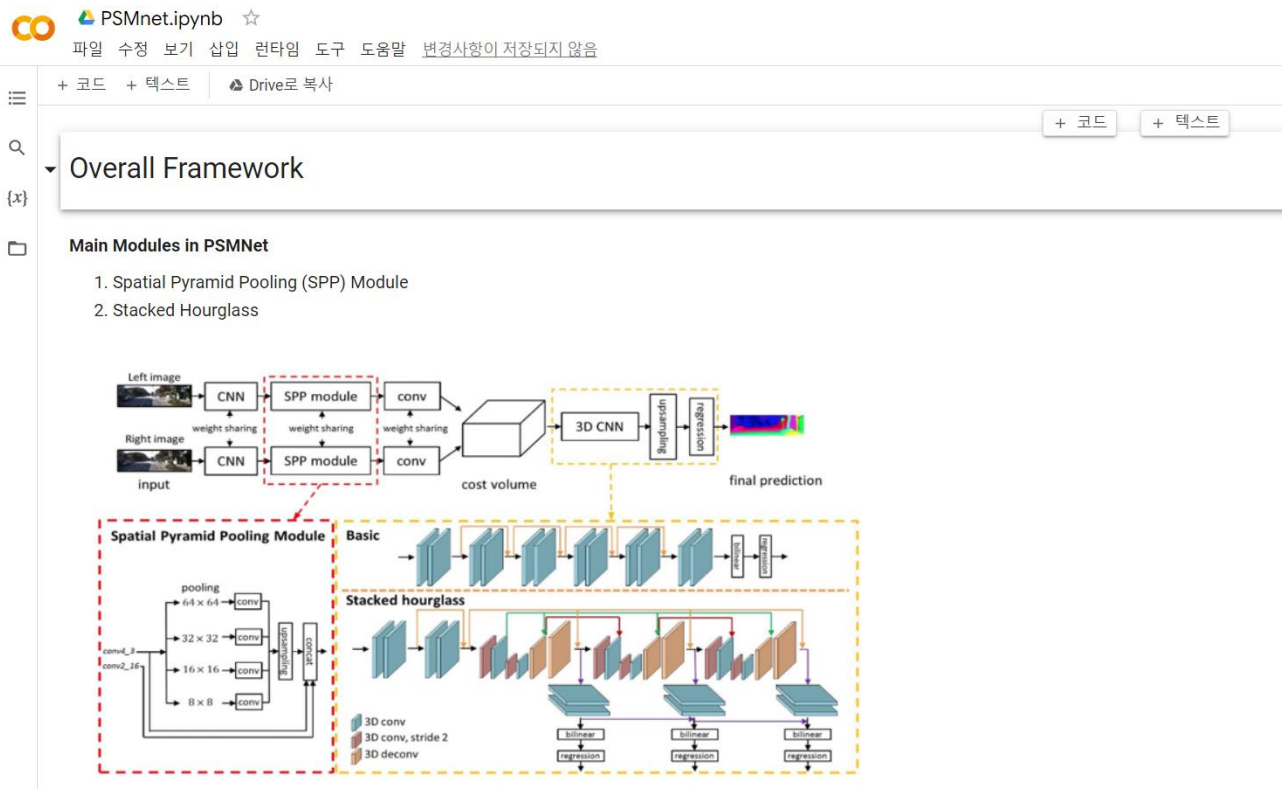 PSMnet.ipynb
파일 수정 보기 삽입 런타임 도구 도움말 변경사항이 저장되지 않음
+ 코드 + 텍스트 Drive로 복사
+ 코드 + 텍스트
{x}
Overall Framework
Main Modules in PSMNet
1. Spatial Pyramid Pooling (SPP) Module
2. Stacked Hourglass
Left image
CNN SPP module conv
weight sharing weight sharing weight sharing
Right image
CNN SPP module conv
input
cost volume
3D CNN
upsampling
regression
final prediction
Spatial Pyramid Pooling Module
pooling
64 × 64 conv
32 × 32 conv
16 × 16 conv
8 × 8 conv
conv4_3
conv2_16
upsampling
concat
Basic
bilinear
regression
Stacked hourglass
3D conv
3D conv, stride 2
3D deconv
bilinear bilinear bilinear
regression regression regression